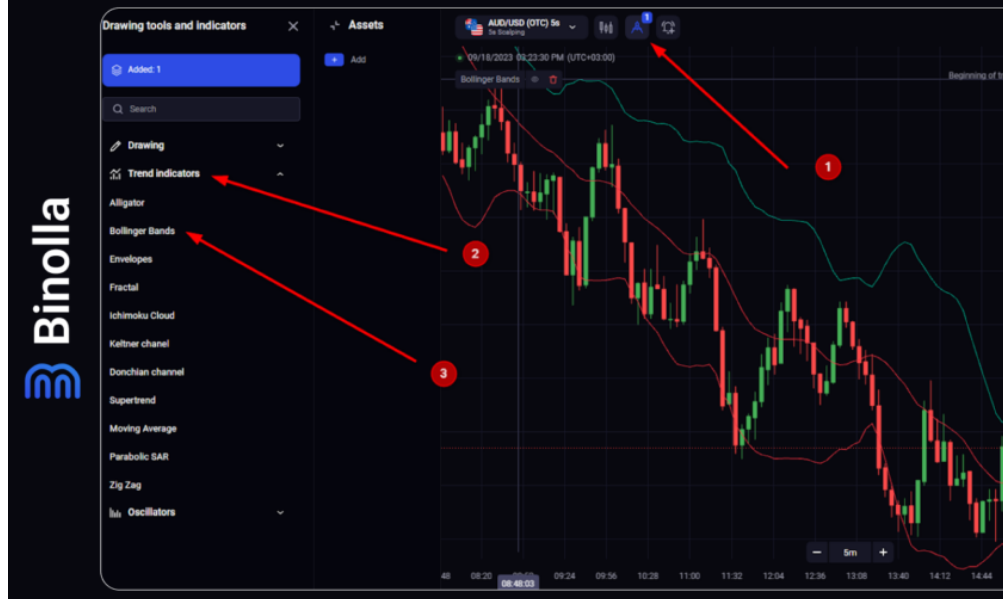 Binolla
Drawing tools and indicators
Added: 1
Search
Drawing
Trend indicators
Alligator
Bollinger Bands
Envelopes
Fractal
Ichimoku Cloud
Keltner chanel
Donchian channel
Supertrend
Moving Average
Parabolic SAR
Zig Zag
Oscillators
Assets
+ Add
AUD/USD (OTC) 5s
5s Scalping
1
09/18/2023 03:23:30 PM (UTC+03:00)
Bollinger Bands
Beginning of
1
2
3
− 5m +
48 08:20 09:24 09:56 10:28 11:00 11:32 12:04 12:36 13:08 13:40 14:12 14:44
08:48:03